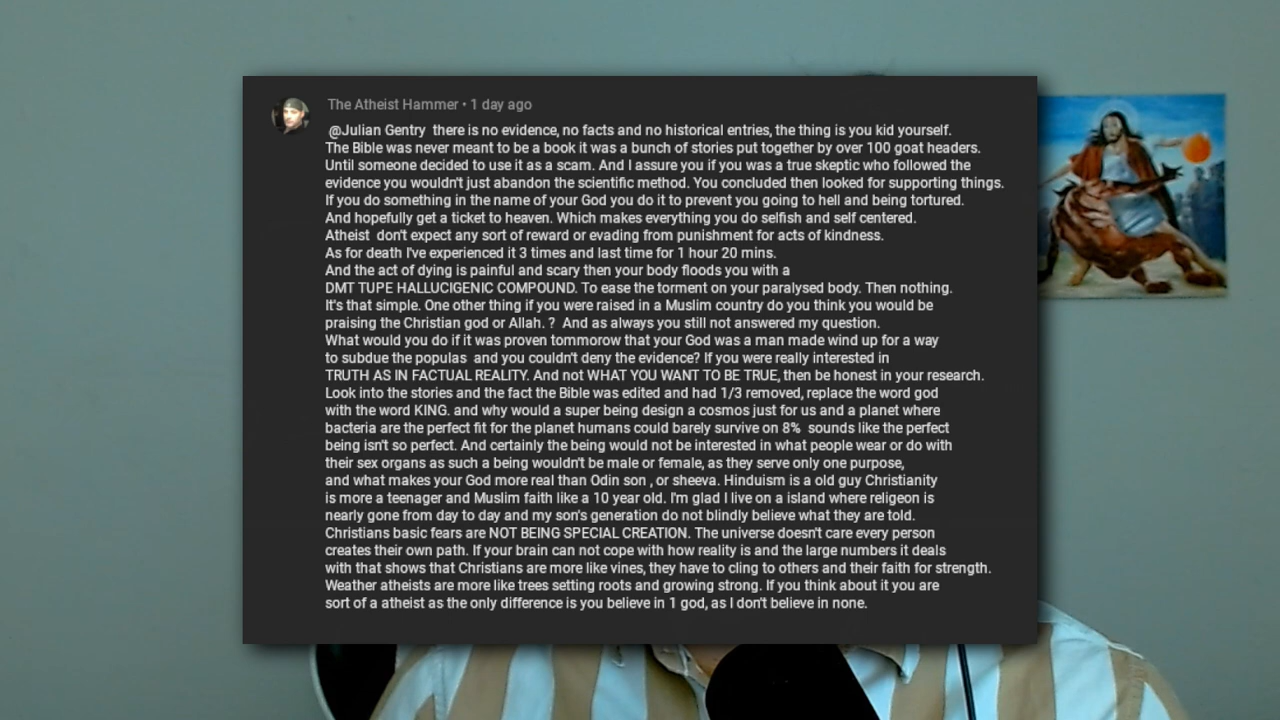 The Atheist Hammer • 1 day ago
@Julian Gentry there is no evidence, no facts and no historical entries, the thing is you kid yourself.
The Bible was never meant to be a book it was a bunch of stories put together by over 100 goat headers.
Until someone decided to use it as a scam. And I assure you if you was a true skeptic who followed the
evidence you wouldn't just abandon the scientific method. You concluded then looked for supporting things.
If you do something in the name of your God you do it to prevent you going to hell and being tortured.
And hopefully get a ticket to heaven. Which makes everything you do selfish and self centered.
Atheist don't expect any sort of reward or evading from punishment for acts of kindness.
As for death I've experienced it 3 times and last time for 1 hour 20 mins.
And the act of dying is painful and scary then your body floods you with a
DMT TUPE HALLUCIGENIC COMPOUND. To ease the torment on your paralysed body. Then nothing.
It's that simple. One other thing if you were raised in a Muslim country do you think you would be
praising the Christian god or Allah. ? And as always you still not answered my question.
What would you do if it was proven tommorow that your God was a man made wind up for a way
to subdue the populas and you couldn't deny the evidence? If you were really interested in
TRUTH AS IN FACTUAL REALITY. And not WHAT YOU WANT TO BE TRUE, then be honest in your research.
Look into the stories and the fact the Bible was edited and had 1/3 removed, replace the word god
with the word KING. and why would a super being design a cosmos just for us and a planet where
bacteria are the perfect fit for the planet humans could barely survive on 8% sounds like the perfect
being isn't so perfect. And certainly the being would not be interested in what people wear or do with
their sex organs as such a being wouldn't be male or female, as they serve only one purpose,
and what makes your God more real than Odin son , or sheeva. Hinduism is a old guy Christianity
is more a teenager and Muslim faith like a 10 year old. I'm glad I live on a island where religeon is
nearly gone from day to day and my son's generation do not blindly believe what they are told.
Christians basic fears are NOT BEING SPECIAL CREATION. The universe doesn't care every person
creates their own path. If your brain can not cope with how reality is and the large numbers it deals
with that shows that Christians are more like vines, they have to cling to others and their faith for strength.
Weather atheists are more like trees setting roots and growing strong. If you think about it you are
sort of a atheist as the only difference is you believe in 1 god, as I don't believe in none.